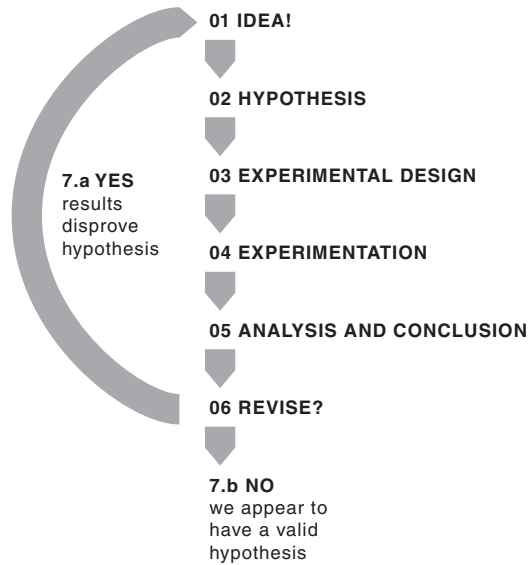 01 IDEA!
02 HYPOTHESIS
7.a YES
results
disprove
hypothesis
03 EXPERIMENTAL DESIGN
04 EXPERIMENTATION
05 ANALYSIS AND CONCLUSION
06 REVISE?
7.b NO
we appear to
have a valid
hypothesis